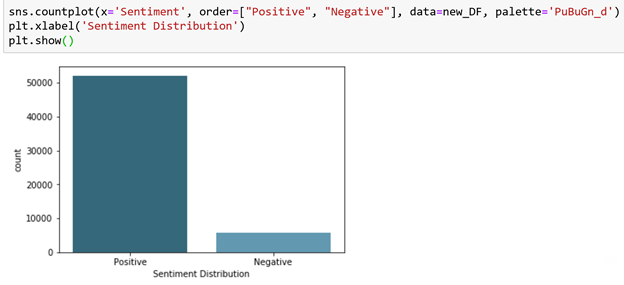 sns.countplot(x='Sentiment', order=["Positive", "Negative"], data=new_DF, palette='PuBuGn_d')
plt.xlabel('Sentiment Distribution')
plt.show()
50000
40000
30000
20000
10000
0
count
Positive Negative
Sentiment Distribution